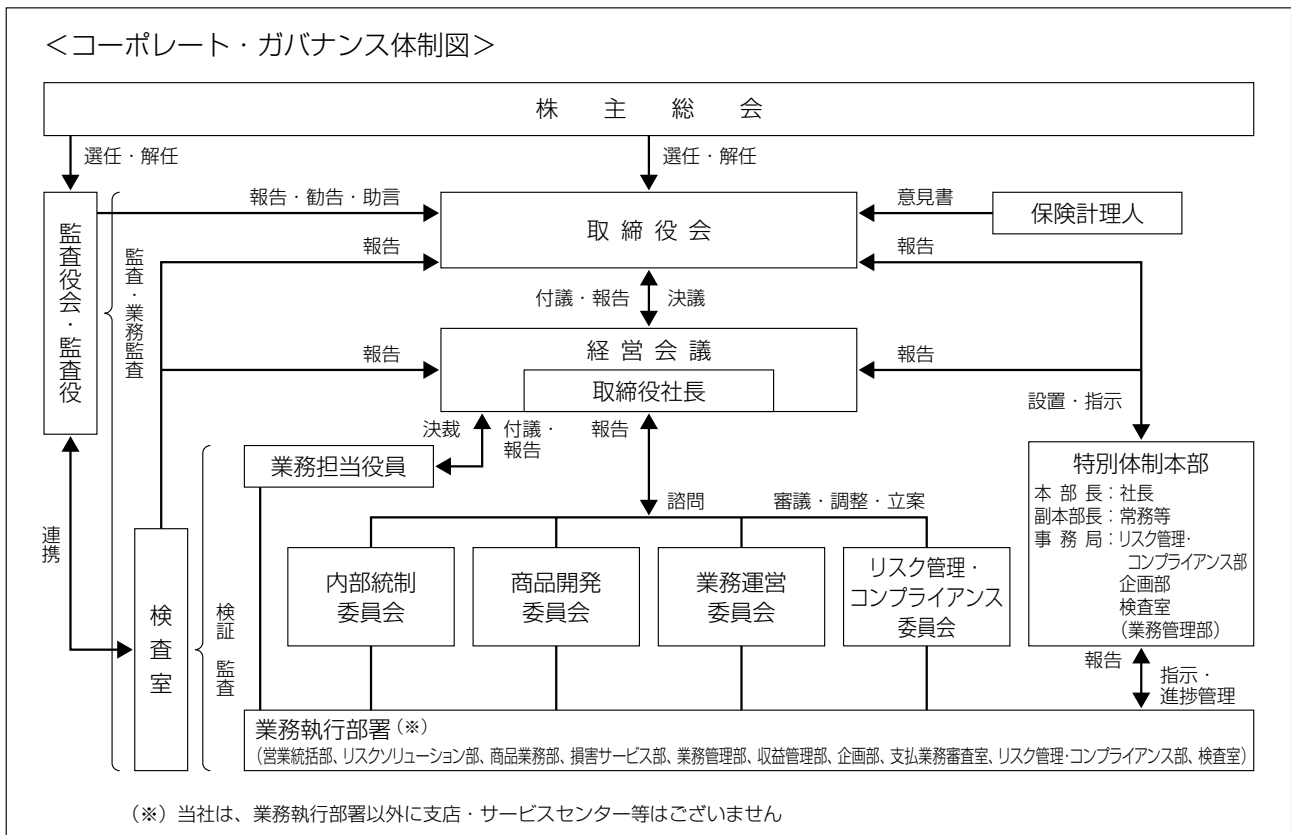 ＜コーポレート・ガバナンス体制図＞
株主総会
選任・解任
選任・解任
監査役会・監査役
監査・業務監査
報告・勧告・助言
取締役会
意見書
保険計理人
報告
報告
付議・報告
決議
報告
経営会議
取締役社長
報告
設置・指示
決裁
付議・
報告
報告
業務担当役員
特別体制本部
本部長：社長
副本部長：常務等
事務局：リスク管理・
コンプライアンス部
企画部
検査室
（業務管理部）
諮問
審議・調整・立案
連携
検査室
検証 監査
内部統制
委員会
商品開発
委員会
業務運営
委員会
リスク管理・
コンプライアンス
委員会
報告
指示・
進捗管理
業務執行部署（※）
（営業統括部、リスクソリューション部、商品業務部、損害サービス部、業務管理部、収益管理部、企画部、支払業務審査室、リスク管理・コンプライアンス部、検査室）
（※）当社は、業務執行部署以外に支店・サービスセンター等はございません